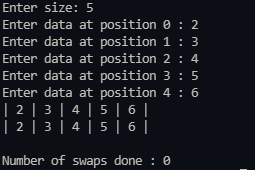 Enter size: 5
Enter data at position 0 : 2
Enter data at position 1 : 3
Enter data at position 2 : 4
Enter data at position 3 : 5
Enter data at position 4 : 6
| 2 | 3 | 4 | 5 | 6 |
| 2 | 3 | 4 | 5 | 6 |
Number of swaps done : 0